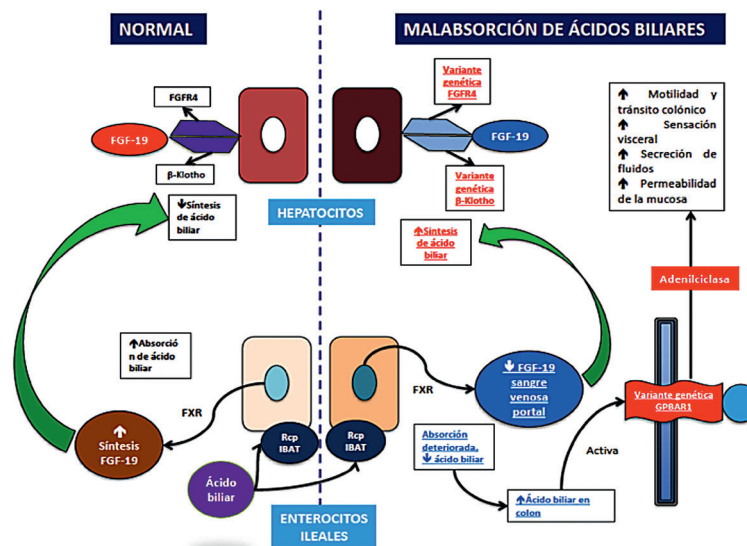 NORMAL
MALABSORCIÓN DE ÁCIDOS BILIARES
FGFR4
FGF-19
β-Klotho
Variante
genética
FGFR4
FGF-19
Variante
genética
β-Klotho
↑ Motilidad y
tránsito colónico
↑ Sensación
visceral
↑ Secreción de
fluidos
↑ Permeabilidad
de la mucosa
HEPATOCITOS
↓Síntesis
de ácido
biliar
↑Síntesis
de ácido
biliar
Adenilciclasa
↑Absorció
n de ácido
biliar
FXR
↑
Síntesis
FGF-19
Rcp
IBAT
Rcp
IBAT
Ácido
biliar
FXR
↓ FGF-19
sangre
venosa
portal
Variante genética
GPBAR1
Absorción
deteriorada,
↓ ácido biliar
Activa
↑Ácido biliar en
colon
ENTEROCITOS
ILEALES